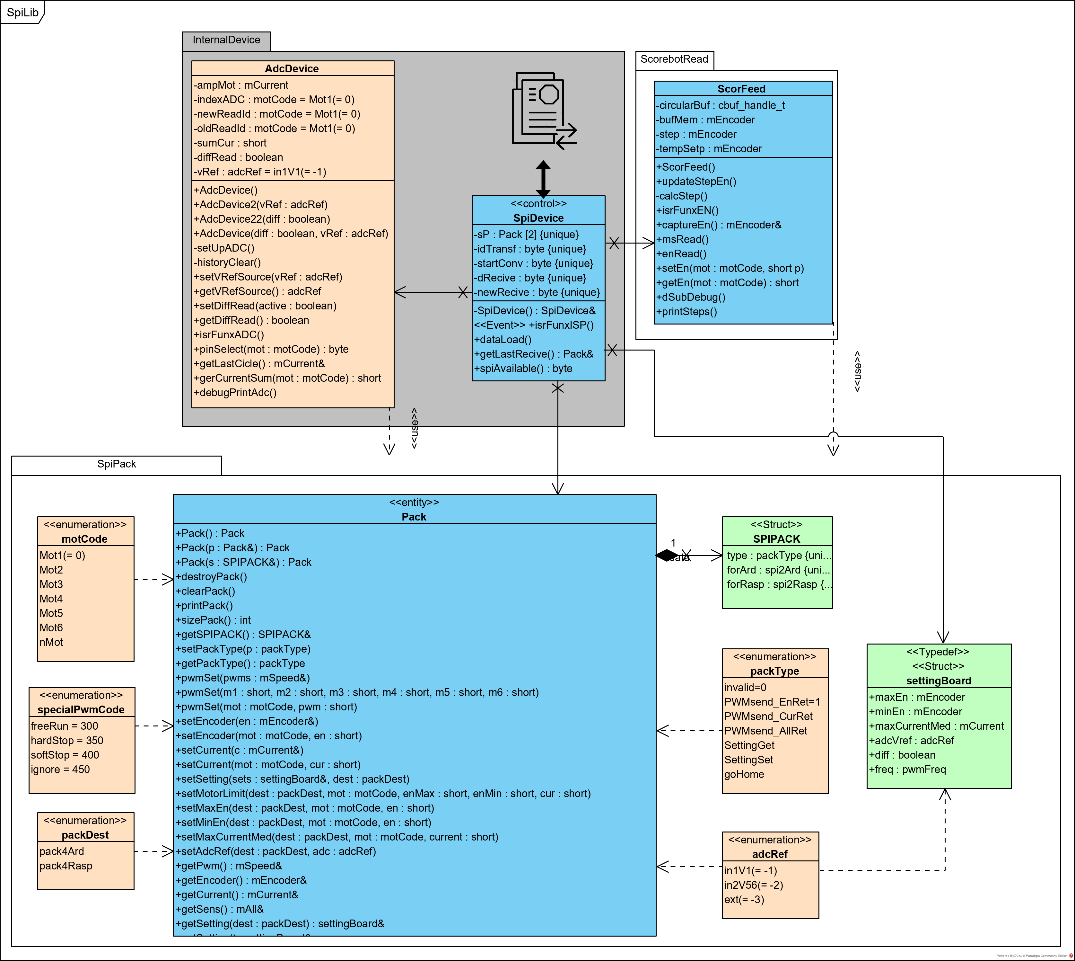 SpiLib
InternalDevice
AdcDevice
-ampMot : mCurrent
-indexADC : motCode = Mot1(= 0)
-newReadId : motCode = Mot1(= 0)
-oldReadId : motCode = Mot1(= 0)
-sumCur : short
-diffRead : boolean
-vRef : adcRef = in1V1(= -1)
+AdcDevice()
+AdcDevice2(vRef : adcRef)
+AdcDevice22(diff : boolean)
+AdcDevice(diff : boolean, vRef : adcRef)
-setUpADC()
-historyClear()
+setVRefSource(vRef : adcRef)
+getVRefSource() : adcRef
+setDiffRead(active : boolean)
+getDiffRead() : boolean
+isrFunxADC()
+pinSelect(mot : motCode) : byte
+getLastCicle() : mCurrent&
+gerCurrentSum(mot : motCode) : short
+debugPrintAdc()
<<control>>
SpiDevice
-sP : Pack [2] {unique}
-idTransf : byte {unique}
-startConv : byte {unique}
-dRecive : byte {unique}
-newRecive : byte {unique}
-SpiDevice() : SpiDevice&
<<Event>> +isrFunxISP()
+dataLoad()
+getLastRecive() : Pack&
+spiAvailable() : byte
ScorebotRead
ScorFeed
-circularBuf : cbuf_handle_t
-bufMem : mEncoder
-step : mEncoder
-tempSetp : mEncoder
+ScorFeed()
+updateStepEn()
-calcStep()
+isrFunxEN()
+captureEn() : mEncoder&
+msRead()
+enRead()
+setEn(mot : motCode, short p)
+getEn(mot : motCode) : short
+dSubDebug()
+printSteps()
<<use>>
<<use>>
SpiPack
<<enumeration>>
motCode
Mot1(= 0)
Mot2
Mot3
Mot4
Mot5
Mot6
nMot
<<enumeration>>
specialPwmCode
freeRun = 300
hardStop = 350
softStop = 400
ignore = 450
<<enumeration>>
packDest
pack4Ard
pack4Rasp
<<entity>>
Pack
+Pack() : Pack
+Pack(p : Pack&) : Pack
+Pack(s : SPIPACK&) : Pack
+destroyPack()
+clearPack()
+printPack()
+sizePack() : int
+getSPIPACK() : SPIPACK&
+setPackType(p : packType)
+getPackType() : packType
+pwmSet(pwms : mSpeed&)
+pwmSet(m1 : short, m2 : short, m3 : short, m4 : short, m5 : short, m6 : short)
+pwmSet(mot : motCode, pwm : short)
+setEncoder(en : mEncoder&)
+setEncoder(mot : motCode, en : short)
+setCurrent(c : mCurrent&)
+setCurrent(mot : motCode, cur : short)
+setSetting(sets : settingBoard&, dest : packDest)
+setMotorLimit(dest : packDest, mot : motCode, enMax : short, enMin : short, cur : short)
+setMaxEn(dest : packDest, mot : motCode, en : short)
+setMinEn(dest : packDest, mot : motCode, en : short)
+setMaxCurrentMed(dest : packDest, mot : motCode, current : short)
+setAdcRef(dest : packDest, adc : adcRef)
+getPwm() : mSpeed&
+getEncoder() : mEncoder&
+getCurrent() : mCurrent&
+getSens() : mAll&
+getSetting(dest : packDest) : settingBoard&
1
<<Struct>>
SPIPACK
type : packType {uni...
forArd : spi2Ard {uni...
forRasp : spi2Rasp {...
<<enumeration>>
packType
invalid=0
PWMsend_EnRet=1
PWMsend_CurRet
PWMsend_AllRet
SettingGet
SettingSet
goHome
<<enumeration>>
adcRef
in1V1(= -1)
in2V56(= -2)
ext(= -3)
<<Typedef>>
<<Struct>>
settingBoard
+maxEn : mEncoder
+minEn : mEncoder
+maxCurrentMed : mCurrent
+adcVref : adcRef
+diff : boolean
+freq : pwmFreq